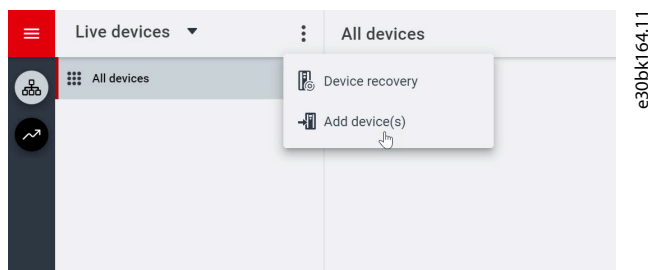 Live devices
All devices
All devices
Device recovery
Add device(s)
e30bk164.11